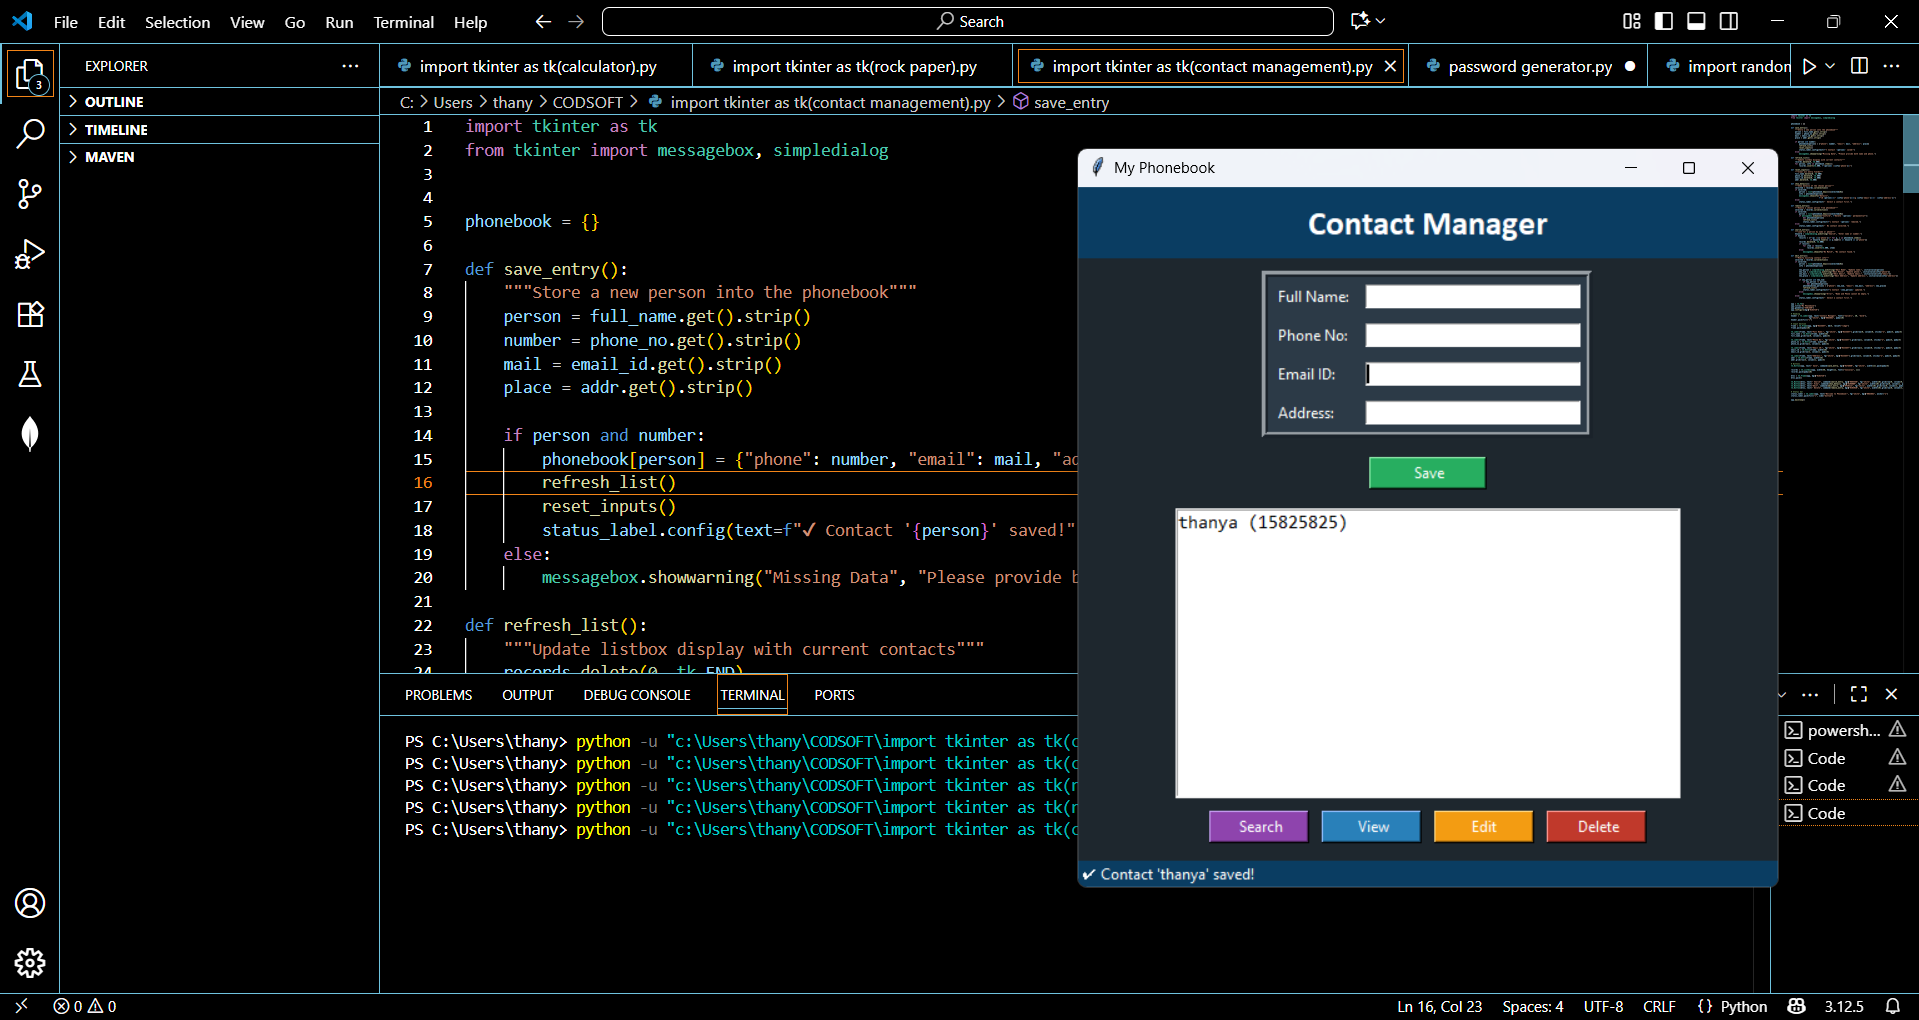 File Edit Selection View Go Run Terminal Help
Search
EXPLORER
OUTLINE
TIMELINE
MAVEN
3
import tkinter as tk(calculator).py
import tkinter as tk(rock paper).py
import tkinter as tk(contact management).py
password generator.py
import random
C: > Users > thany > CODSOFT > import tkinter as tk(contact management).py > save_entry
1 import tkinter as tk
2 from tkinter import messagebox, simpledialog
3
4
5 phonebook = {}
6
7 def save_entry():
8 """Store a new person into the phonebook"""
9 person = full_name.get().strip()
10 number = phone_no.get().strip()
11 mail = email_id.get().strip()
12 place = addr.get().strip()
13
14 if person and number:
15 phonebook[person] = {"phone": number, "email": mail, "ad
16 refresh_list()
17 reset_inputs()
18 status_label.config(text=f"✔ Contact '{person}' saved!"
19 else:
20 messagebox.showwarning("Missing Data", "Please provide b
21
22 def refresh_list():
23 """Update listbox display with current contacts"""
24 records.delete(0, tk.END)
PROBLEMS OUTPUT DEBUG CONSOLE TERMINAL PORTS
PS C:\Users\thany> python -u "c:\Users\thany\CODSOFT\import tkinter as tk(c
PS C:\Users\thany> python -u "c:\Users\thany\CODSOFT\import tkinter as tk(c
PS C:\Users\thany> python -u "c:\Users\thany\CODSOFT\import tkinter as tk(r
PS C:\Users\thany> python -u "c:\Users\thany\CODSOFT\import tkinter as tk(r
PS C:\Users\thany> python -u "c:\Users\thany\CODSOFT\import tkinter as tk(c
My Phonebook
Contact Manager
Full Name:
Phone No:
Email ID:
Address:
Save
thanya (15825825)
Search View Edit Delete
✔ Contact 'thanya' saved!
powersh...
Code
Code
Code
0 0
Ln 16, Col 23 Spaces: 4 UTF-8 CRLF {} Python 3.12.5